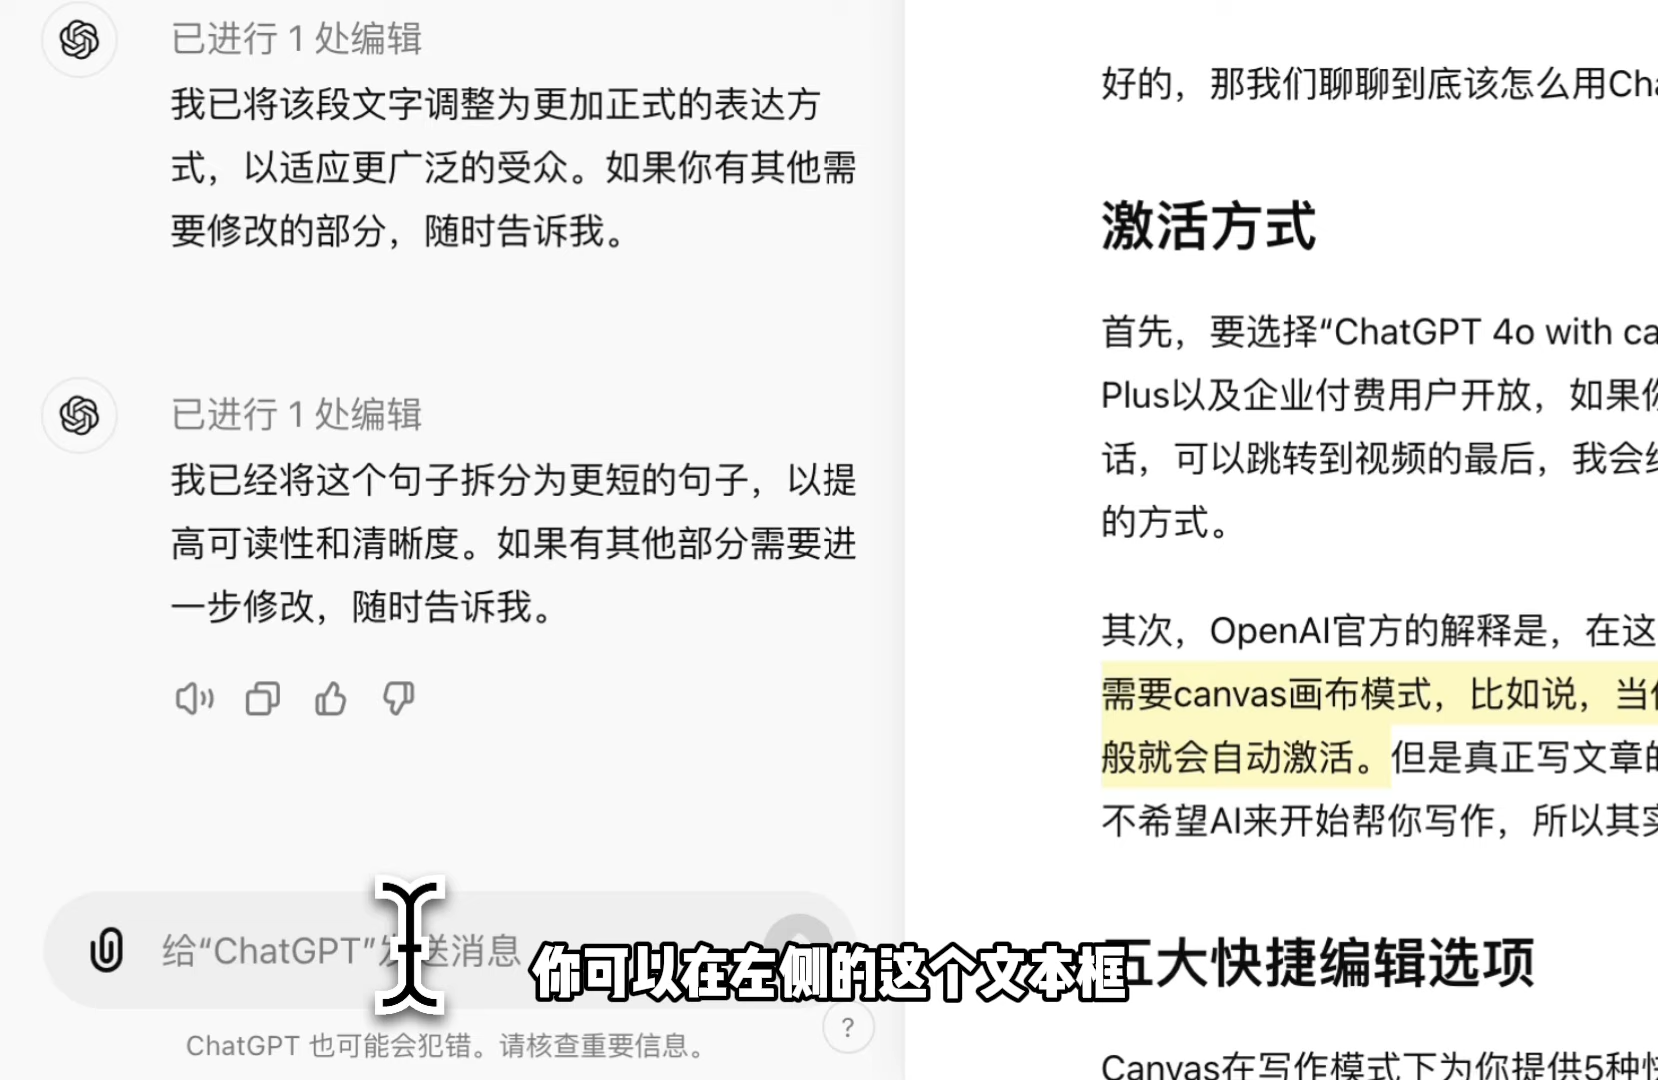 已进行 1 处编辑
我已将该段文字调整为更加正式的表达方
式，以适应更广泛的受众。如果你有其他需
要修改的部分，随时告诉我。
已进行 1 处编辑
我已经将这个句子拆分为更短的句子，以提
高可读性和清晰度。如果有其他部分需要进
一步修改，随时告诉我。
给“ChatGPT”发送消息
ChatGPT 也可能会犯错。请核查重要信息。
?
好的，那我们聊聊到底该怎么用Cha
激活方式
首先，要选择“ChatGPT 4o with ca
Plus以及企业付费用户开放，如果你
话，可以跳转到视频的最后，我会给
的方式。
其次，OpenAI官方的解释是，在这
需要canvas画布模式，比如说，当你
般就会自动激活。但是真正写文章的
不希望AI来开始帮你写作，所以其实
五大快捷编辑选项
Canvas在写作模式下为你提供5种快
你可以在左侧的这个文本框